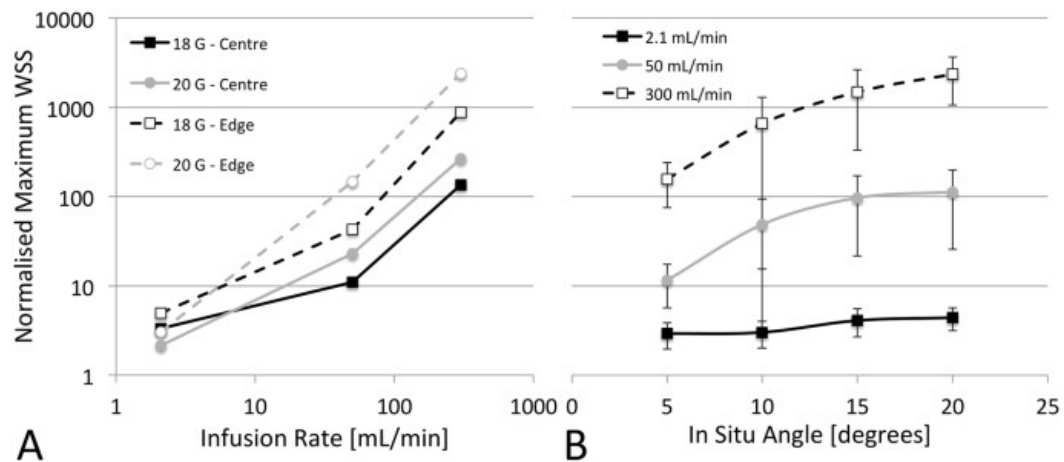 Normalised Maximum WSS
10000
1000
100
10
1
18 G - Centre
20 G - Centre
18 G - Edge
20 G - Edge
1 10 100 1000
Infusion Rate [mL/min]
A
2.1 mL/min
50 mL/min
300 mL/min
0 5 10 15 20 25
In Situ Angle [degrees]
B